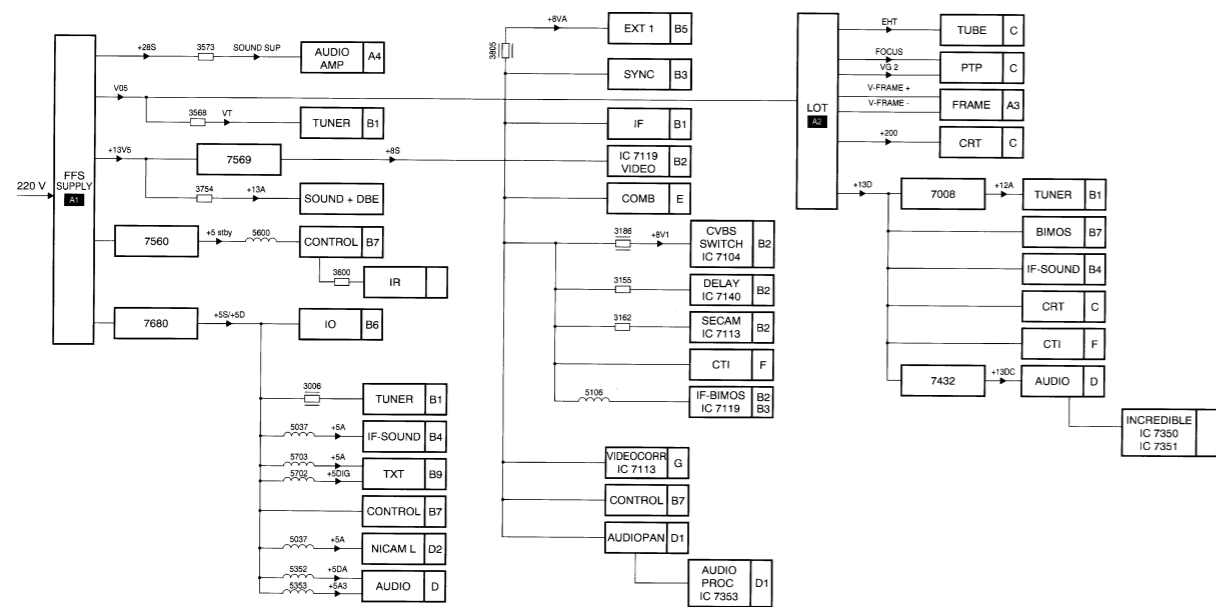 220 V
FFS
SUPPLY
A1
+28S
3573
SOUND SUP
AUDIO
AMP
A4
V05
3568
VT
TUNER
B1
+13V5
7569
+8S
3754
+13A
SOUND + DBE
7560
+5 stby
5600
CONTROL
B7
3600
IR
7680
+5S/+5D
IO
B6
3006
TUNER
B1
5037
+5A
IF-SOUND
B4
5703
+5A
5702
+5DIG
TXT
B9
CONTROL
B7
5037
+5A
NICAM L
D2
5352
+5DA
5353
+5A3
AUDIO
D
+8VA
3805
EXT 1
B5
SYNC
B3
IF
B1
IC 7119
VIDEO
B2
COMB
E
3186
+8V1
CVBS
SWITCH
IC 7104
B2
3155
DELAY
IC 7140
B2
3162
SECAM
IC 7113
B2
CTI
F
5106
IF-BIMOS
IC 7119
B2
B3
VIDEOCORR
IC 7113
G
CONTROL
B7
AUDIOPAN
D1
AUDIO
PROC
IC 7353
D1
LOT
A2
EHT
TUBE
C
FOCUS
VG 2
PTP
C
V-FRAME +
V-FRAME -
FRAME
A3
+200
CRT
C
+13D
7008
+12A
TUNER
B1
BIMOS
B7
IF-SOUND
B4
CRT
C
CTI
F
7432
+13DC
AUDIO
D
INCREDIBLE
IC 7350
IC 7351